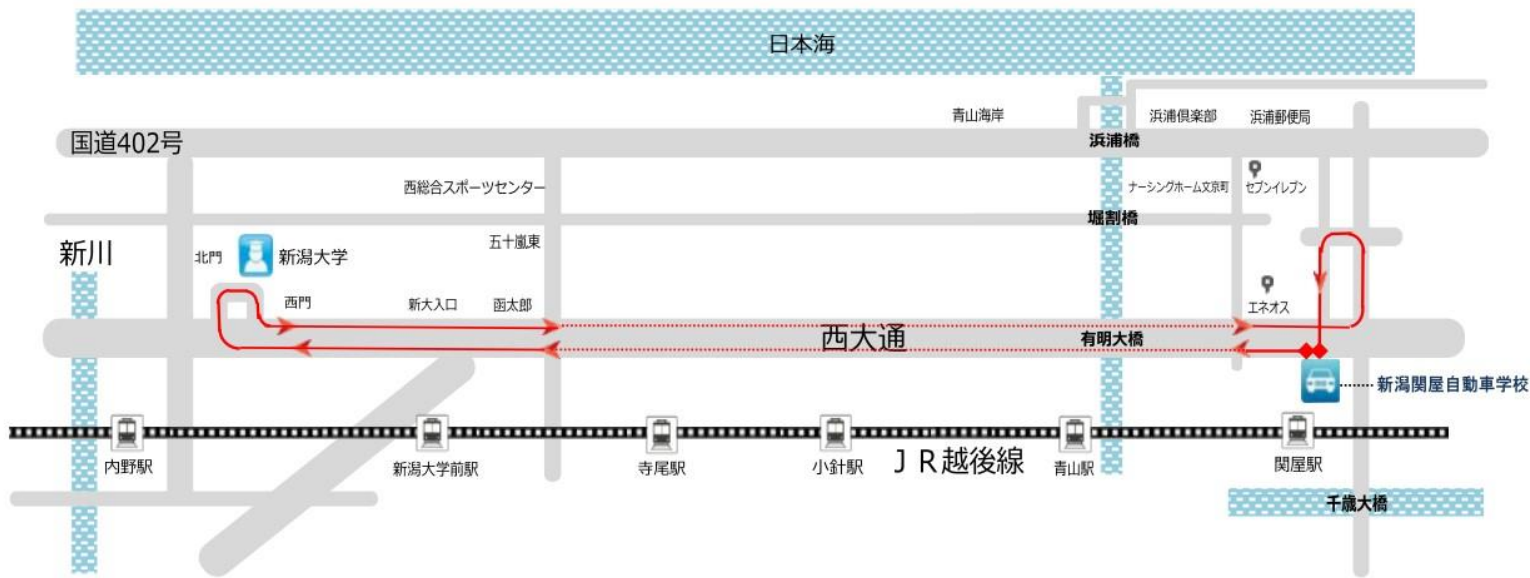 日本海
青山海岸
浜浦倶楽部
浜浦郵便局
国道402号
浜浦橋
西総合スポーツセンター
ナーシングホーム文京町
セブンイレブン
堀割橋
新川
北門
新潟大学
五十嵐東
西門
新大入口
函太郎
エネオス
西大通
有明大橋
新潟関屋自動車学校
内野駅
新潟大学前駅
寺尾駅
小針駅
ＪＲ越後線
青山駅
関屋駅
千歳大橋